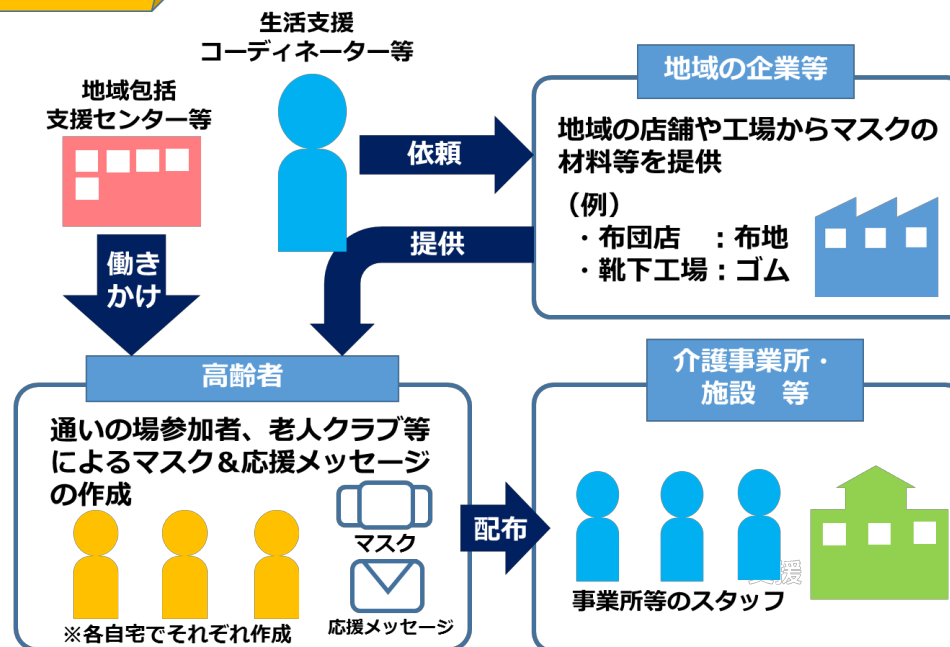 生活支援
コーディネーター等
地域包括
支援センター等
働き
かけ
依頼
提供
地域の企業等
地域の店舗や工場からマスクの
材料等を提供
（例）
・布団店　：布地
・靴下工場：ゴム
高齢者
通いの場参加者、老人クラブ等
によるマスク＆応援メッセージ
の作成
マスク
応援メッセージ
※各自宅でそれぞれ作成
配布
介護事業所・
施設　等
支援
事業所等のスタッフ